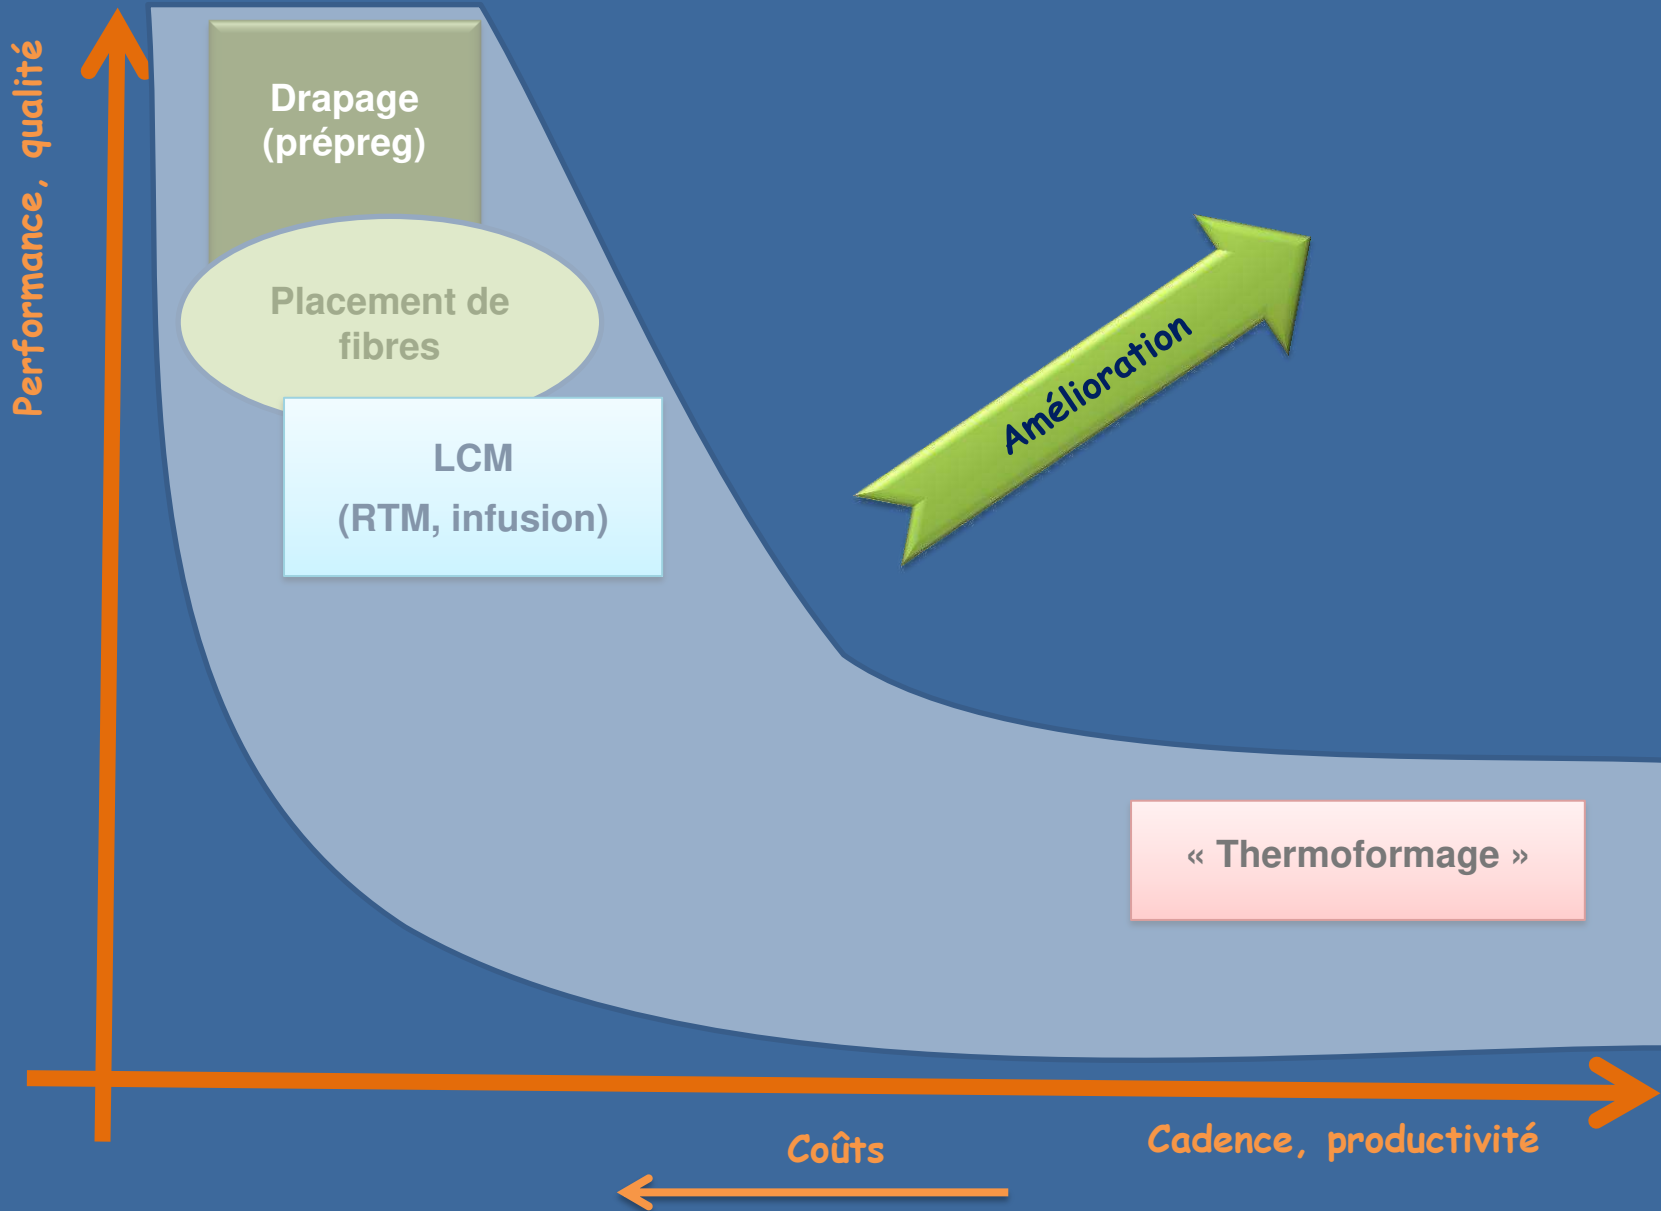 Performance, qualité
Drapage
(prépreg)
Placement de
fibres
LCM
(RTM, infusion)
Amélioration
« Thermoformage »
Coûts
Cadence, productivité